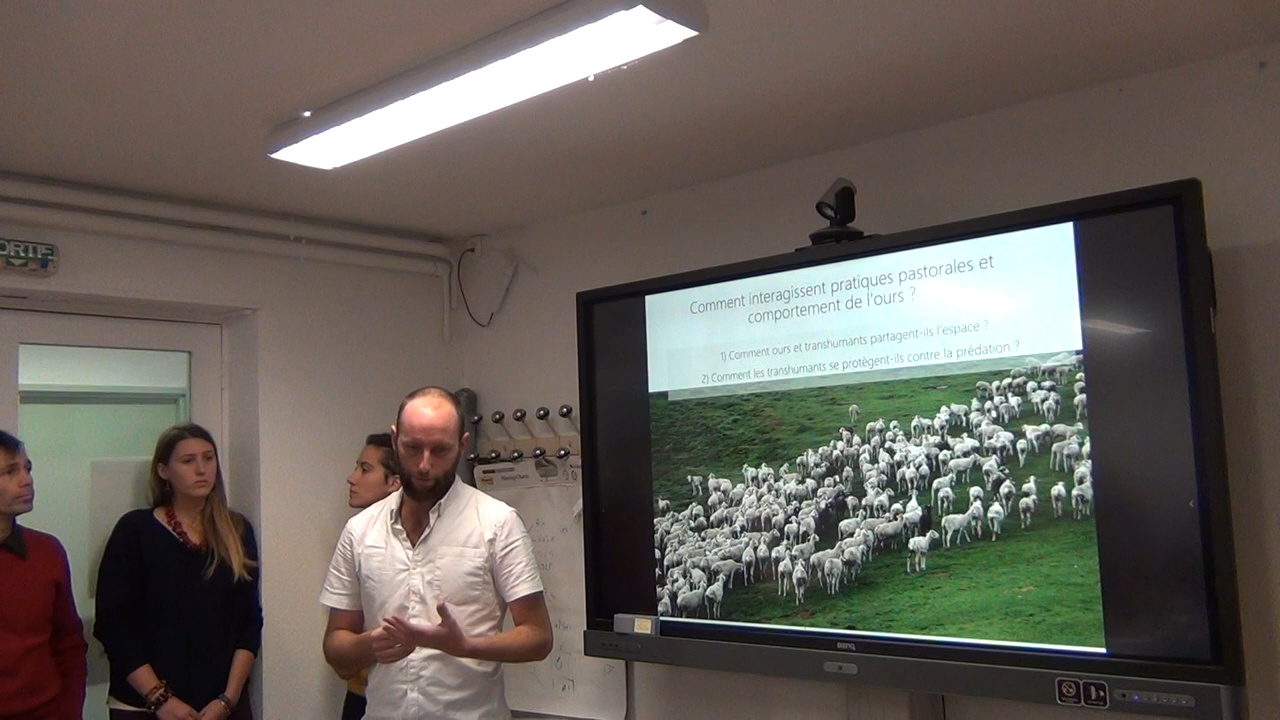 ORTIE
Comment interagissent pratiques pastorales et
comportement de l'ours ?
1) Comment ours et transhumants partagent-ils l'espace ?
2) Comment les transhumants se protègent-ils contre la prédation ?
BenQ